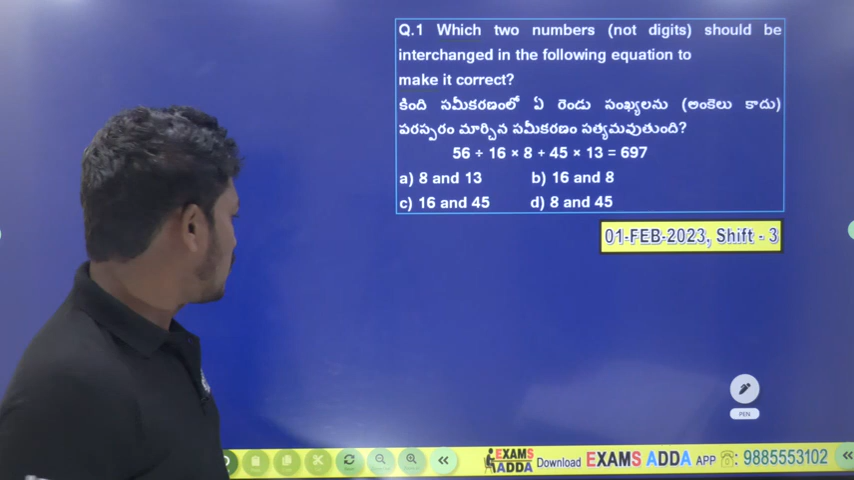 Q.1 Which two numbers (not digits) should be
interchanged in the following equation to
make it correct?
కింది సమీకరణంలో ఏ రెండు సంఖ్యలను (అంకెలు కాదు)
పరస్పరం మార్చిన సమీకరణం సత్యమవుతుంది?
56 ÷ 16 × 8 + 45 × 13 = 697
a) 8 and 13 b) 16 and 8
c) 16 and 45 d) 8 and 45
01-FEB-2023, Shift - 3
PEN
EXAMS ADDA Download EXAMS ADDA APP ☏: 9885553102